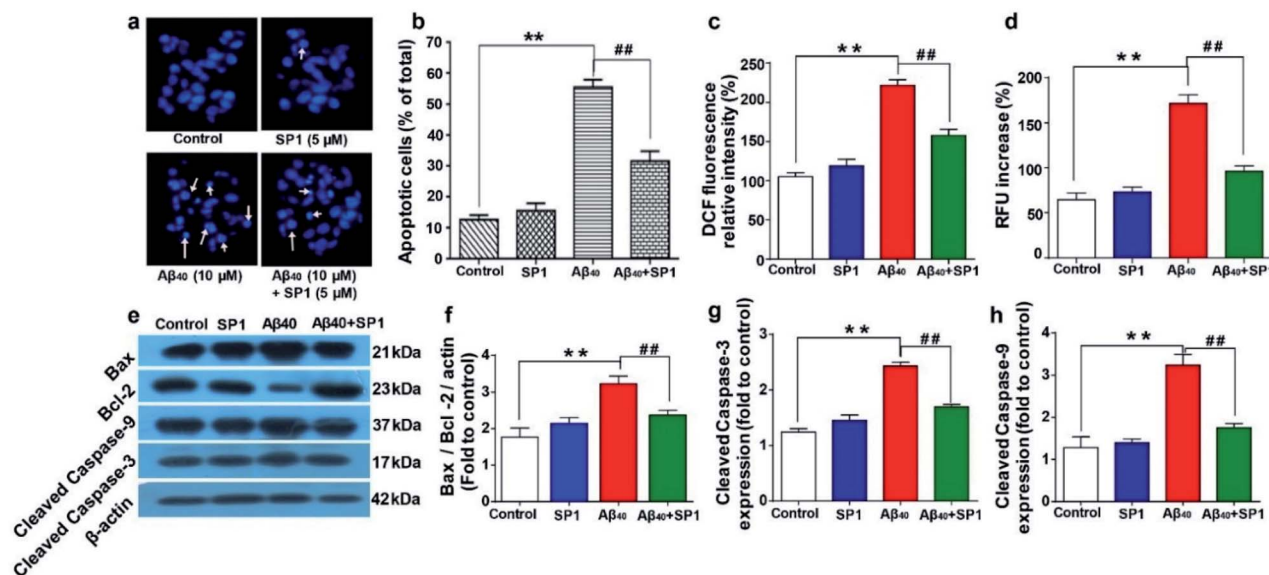 a
Control
SP1 (5 µM)
Aβ₄₀ (10 µM)
Aβ₄₀ (10 µM)
+ SP1 (5 µM)
b
Apoptotic cells (% of total)
70
60
50
40
30
20
10
0
**
##
Control
SP1
Aβ₄₀
Aβ₄₀+SP1
c
DCF fluorescence
relative intensity (%)
250
200
150
100
50
0
**
##
Control
SP1
Aβ₄₀
Aβ₄₀+SP1
d
RFU increase (%)
200
150
100
50
0
**
##
Control
SP1
Aβ₄₀
Aβ₄₀+SP1
e
Control
SP1
Aβ40
Aβ40+SP1
Bax
21kDa
Bcl-2
23kDa
Cleaved Caspase-9
37kDa
Cleaved Caspase-3
17kDa
β-actin
42kDa
f
Bax / Bcl -2 / actin
(Fold to control)
4
3
2
1
0
**
##
Control
SP1
Aβ₄₀
Aβ₄₀+SP1
g
Cleaved Caspase-3
expression (fold to control)
3
2
1
0
**
##
Control
SP1
Aβ₄₀
Aβ₄₀+SP1
h
Cleaved Caspase-9
expression (fold to control)
4
3
2
1
0
**
##
Control
SP1
Aβ₄₀
Aβ₄₀+SP1